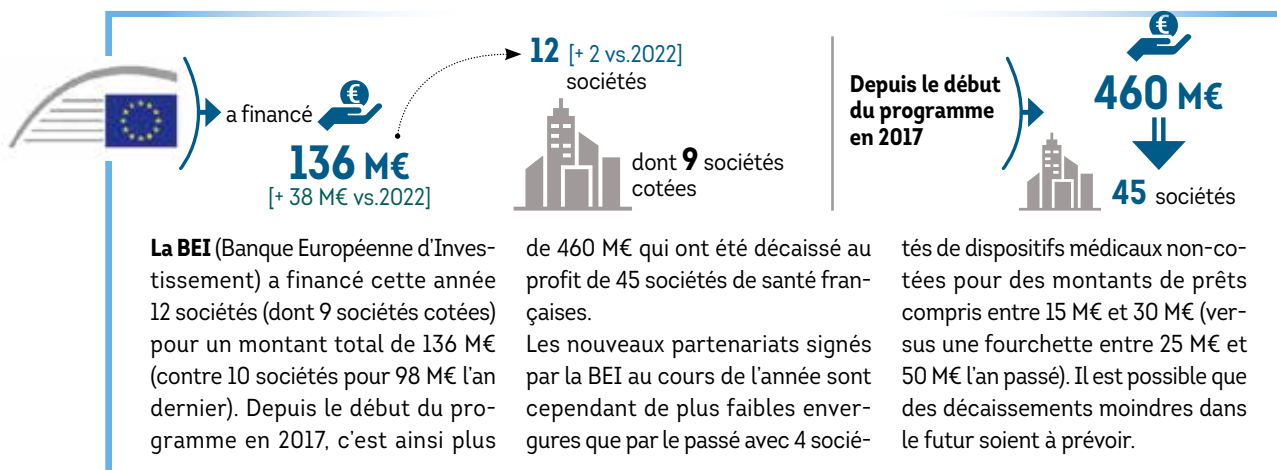 a financé
€
136 M€
[+ 38 M€ vs.2022]
12 [+ 2 vs.2022]
sociétés
dont 9 sociétés
cotées
Depuis le début
du programme
en 2017
€
460 M€
45 sociétés
La BEI (Banque Européenne d'Inves-
tissement) a financé cette année
12 sociétés (dont 9 sociétés cotées)
pour un montant total de 136 M€
(contre 10 sociétés pour 98 M€ l'an
dernier). Depuis le début du pro-
gramme en 2017, c'est ainsi plus
de 460 M€ qui ont été décaissé au
profit de 45 sociétés de santé fran-
çaises.
Les nouveaux partenariats signés
par la BEI au cours de l'année sont
cependant de plus faibles enver-
gures que par le passé avec 4 socié-
tés de dispositifs médicaux non-co-
tées pour des montants de prêts
compris entre 15 M€ et 30 M€ (ver-
sus une fourchette entre 25 M€ et
50 M€ l'an passé). Il est possible que
des décaissements moindres dans
le futur soient à prévoir.